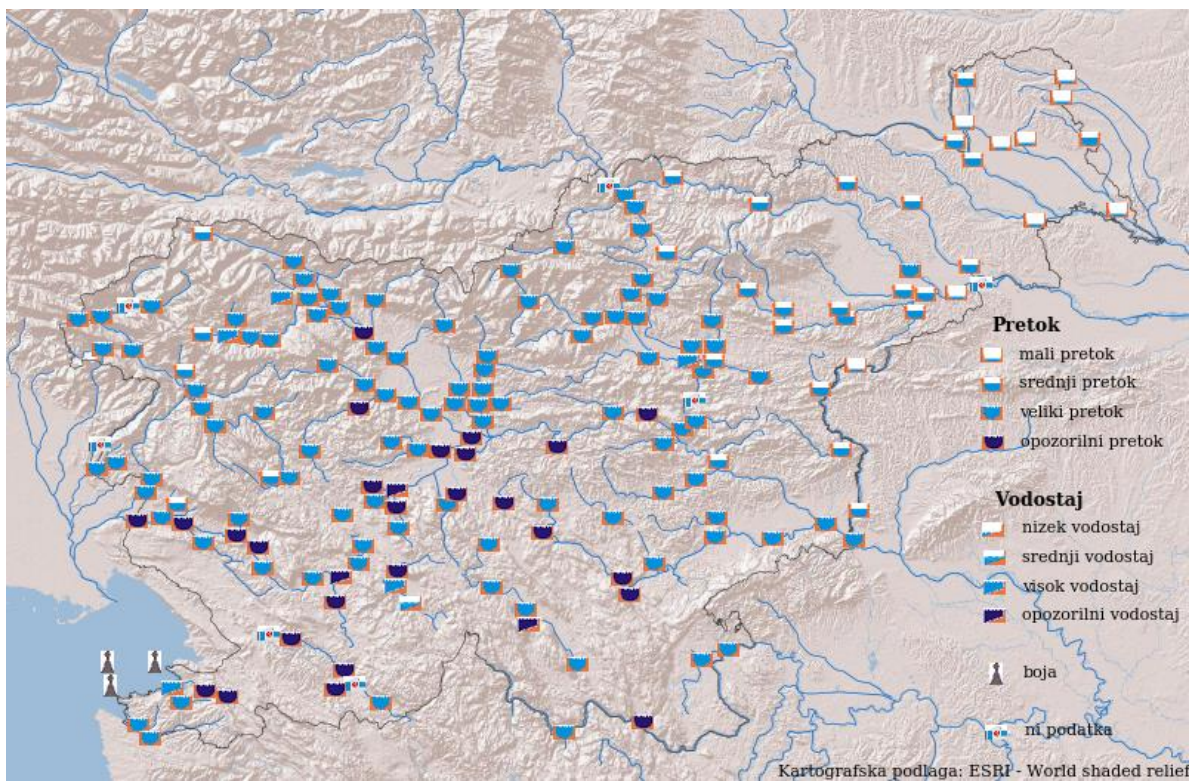 Pretok
mali pretok
srednji pretok
veliki pretok
opozorilni pretok
Vodostaj
nizek vodostaj
srednji vodostaj
visok vodostaj
opozorilni vodostaj
boja
ni podatka
Kartografska podlaga: ESRI - World shaded relief